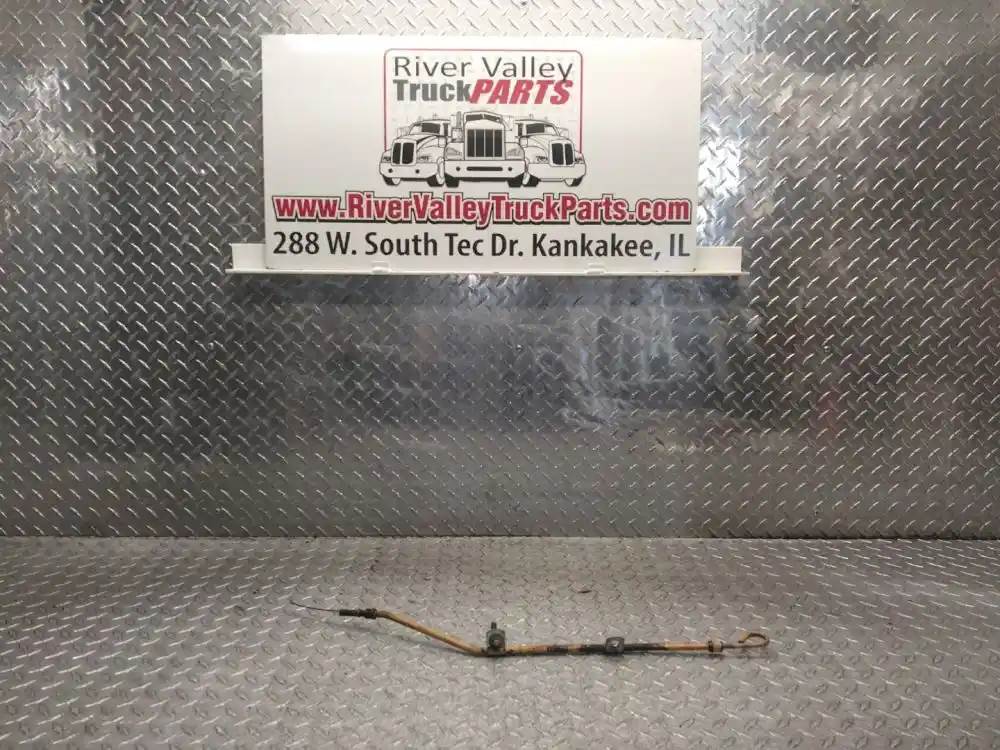 River Valley
TruckPARTS
www.RiverValleyTruckParts.com
288 W. South Tec Dr. Kankakee, IL